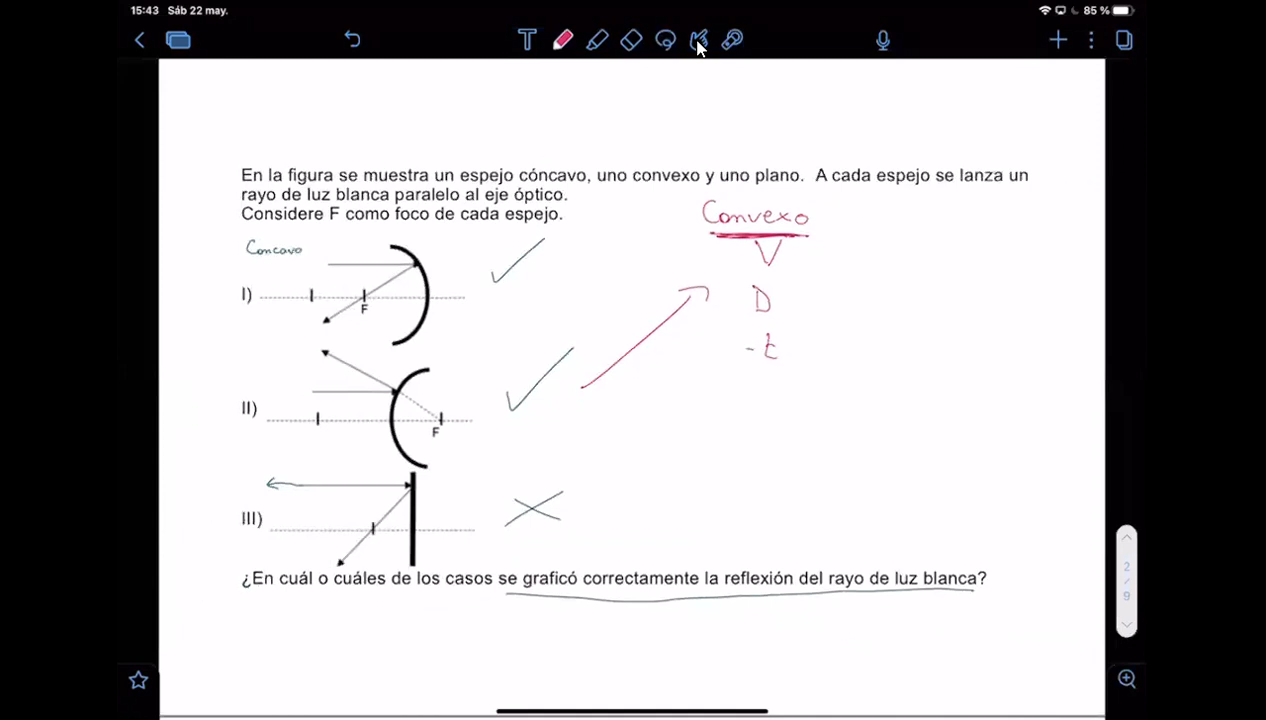 15:43 Sáb 22 may.
85 %
En la figura se muestra un espejo cóncavo, uno convexo y uno plano. A cada espejo se lanza un
rayo de luz blanca paralelo al eje óptico.
Considere F como foco de cada espejo.
Convexo
V
D
-t
Concavo
I)
F
II)
F
III)
¿En cuál o cuáles de los casos se graficó correctamente la reflexión del rayo de luz blanca?
2
/
9